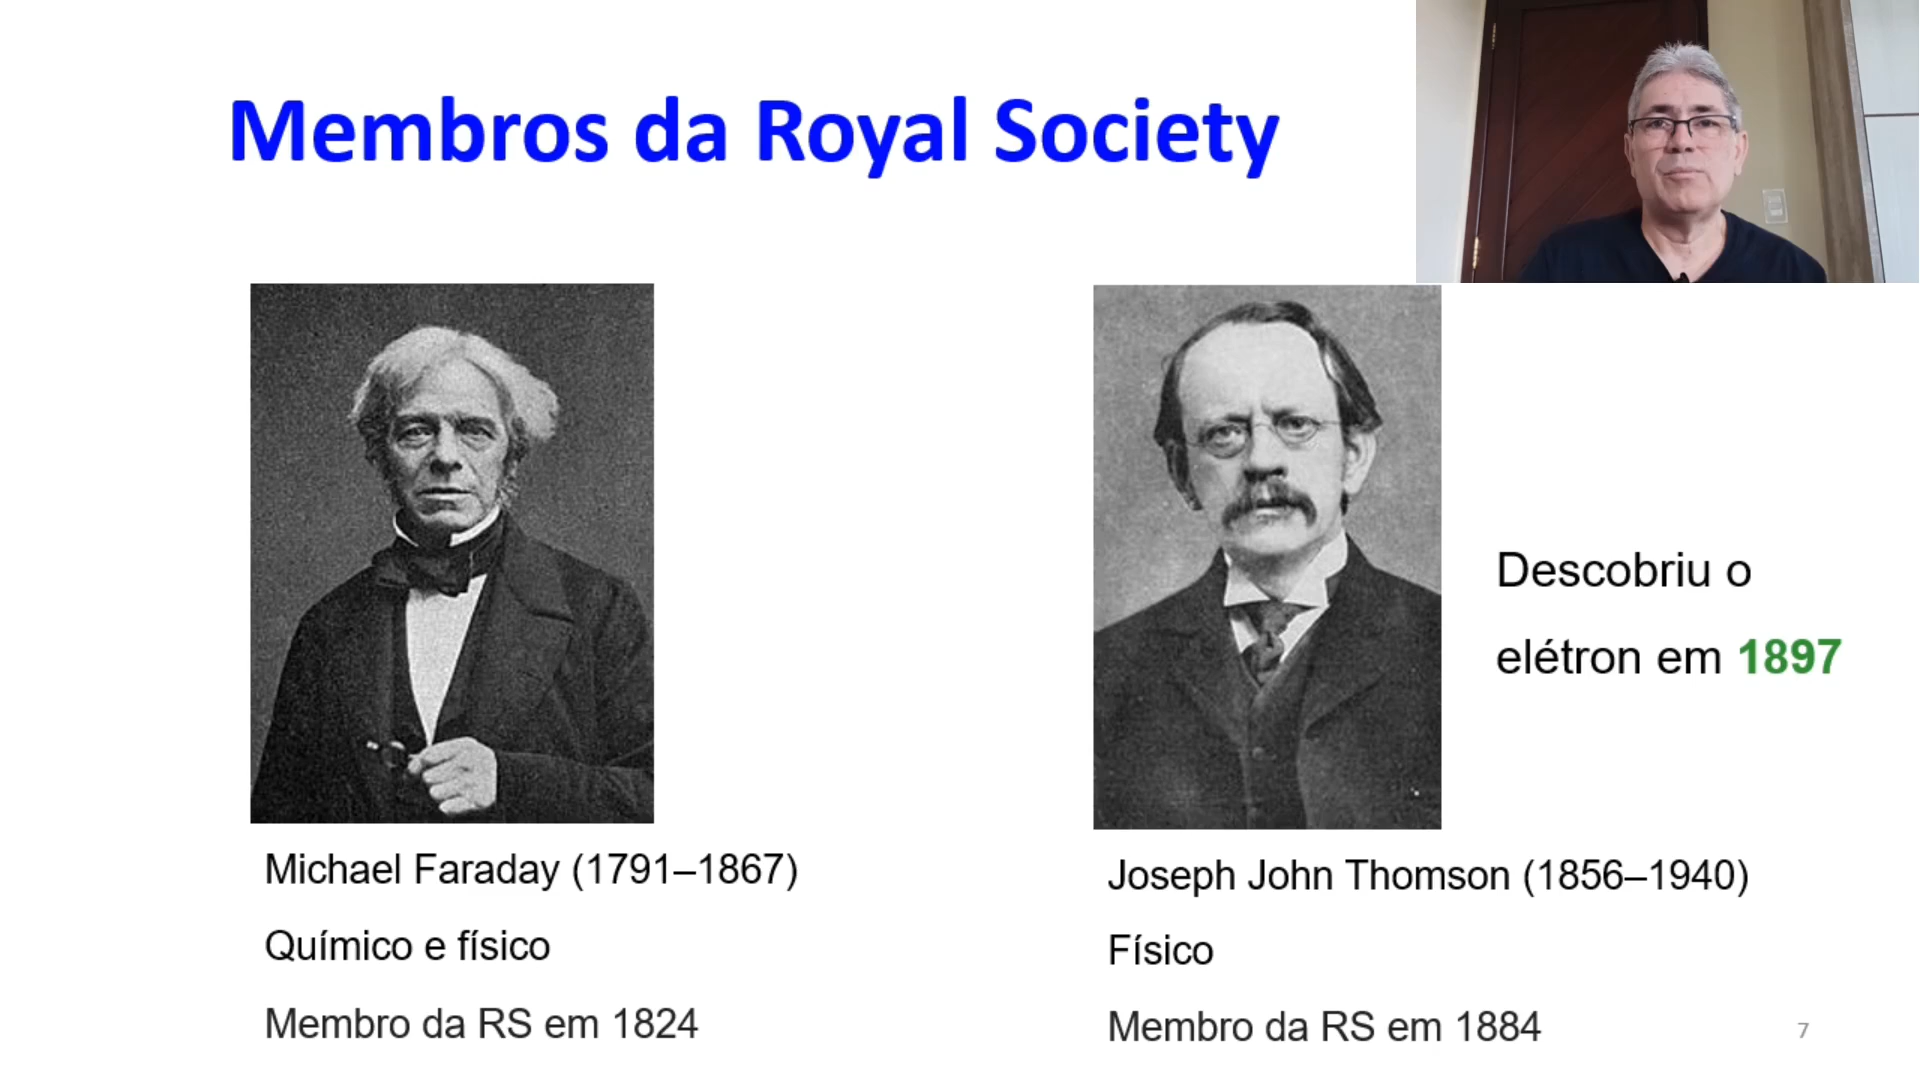 Membros da Royal Society
Descobriu o
elétron em 1897
Michael Faraday (1791–1867)
Químico e físico
Membro da RS em 1824
Joseph John Thomson (1856–1940)
Físico
Membro da RS em 1884
7